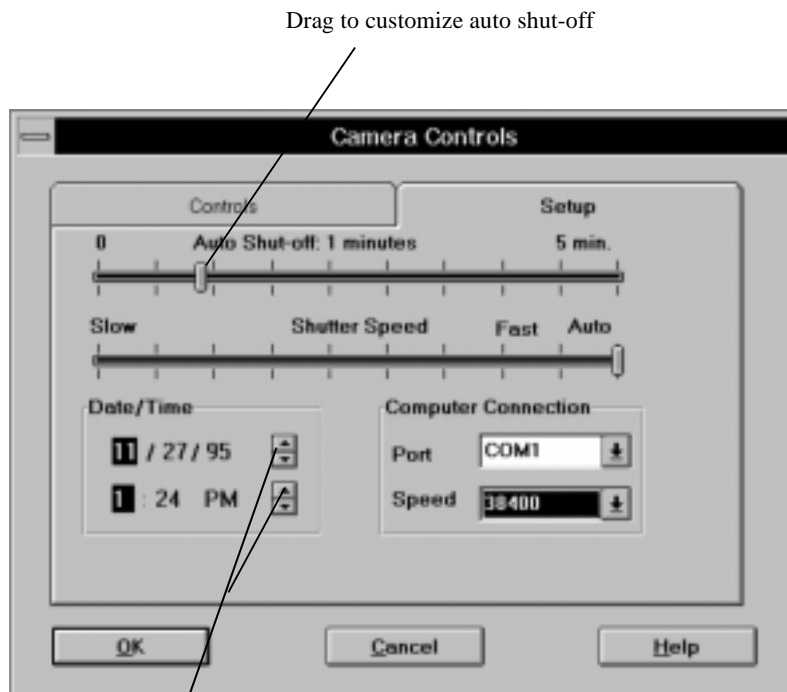 Drag to customize auto shut-off
Camera Controls
Controls
Setup
0 Auto Shut-off: 1 minutes 5 min.
Slow Shutter Speed Fast Auto
Date/Time
11 / 27 / 95
1 : 24 PM
Computer Connection
Port COM1
Speed 38400
OK Cancel Help